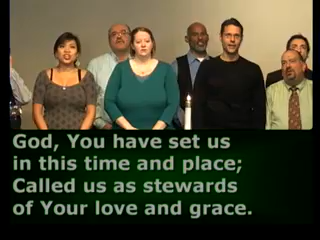 God, You have set us
in this time and place;
Called us as stewards
of Your love and grace.